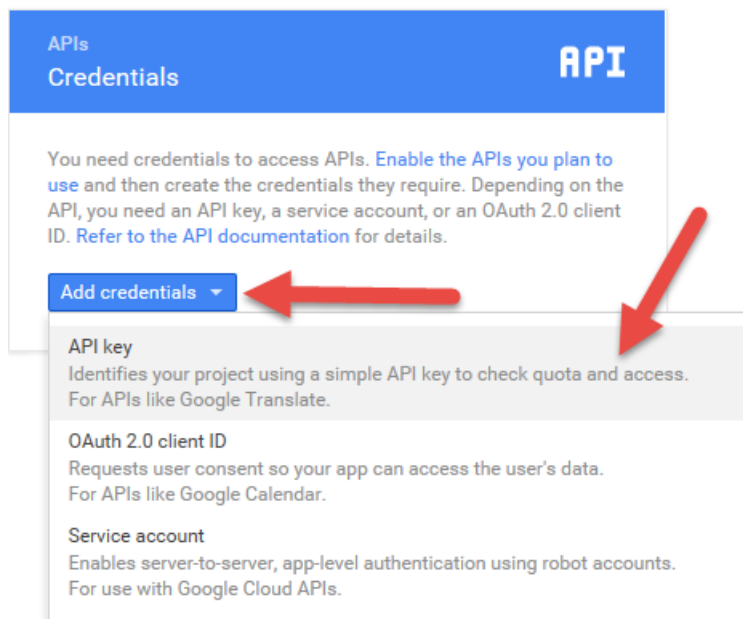 APIs
Credentials
API
You need credentials to access APIs. Enable the APIs you plan to
use and then create the credentials they require. Depending on the
API, you need an API key, a service account, or an OAuth 2.0 client
ID. Refer to the API documentation for details.
Add credentials
API key
Identifies your project using a simple API key to check quota and access.
For APIs like Google Translate.
OAuth 2.0 client ID
Requests user consent so your app can access the user's data.
For APIs like Google Calendar.
Service account
Enables server-to-server, app-level authentication using robot accounts.
For use with Google Cloud APIs.